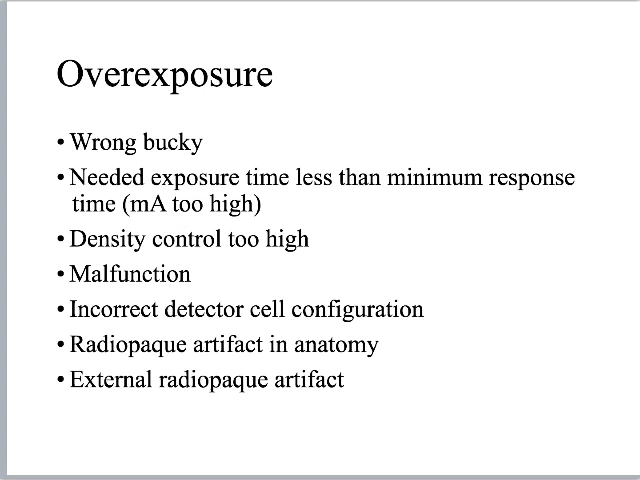 Overexposure
• Wrong bucky
• Needed exposure time less than minimum response
time (mA too high)
• Density control too high
• Malfunction
• Incorrect detector cell configuration
• Radiopaque artifact in anatomy
• External radiopaque artifact